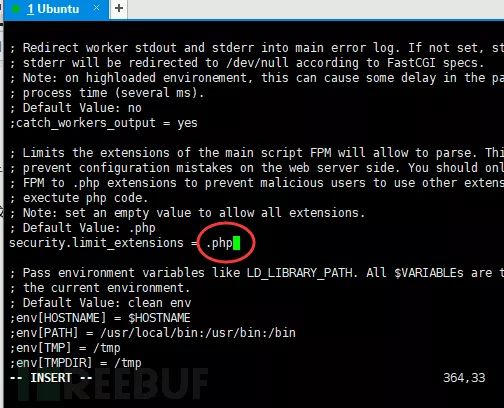 1 Ubuntu × +
; Redirect worker stdout and stderr into main error log. If not set, st
; stderr will be redirected to /dev/null according to FastCGI specs.
; Note: on highloaded environement, this can cause some delay in the pa
; process time (several ms).
; Default Value: no
;catch_workers_output = yes
; Limits the extensions of the main script FPM will allow to parse. Thi
; prevent configuration mistakes on the web server side. You should onl
; FPM to .php extensions to prevent malicious users to use other exten
; exectute php code.
; Note: set an empty value to allow all extensions.
; Default Value: .php
security.limit_extensions = .php
; Pass environment variables like LD_LIBRARY_PATH. All $VARIABLEs are t
; the current environment.
; Default Value: clean env
;env[HOSTNAME] = $HOSTNAME
;env[PATH] = /usr/local/bin:/usr/bin:/bin
;env[TMP] = /tmp
;env[TMPDIR] = /tmp
-- INSERT -- 364,33
REEBUF